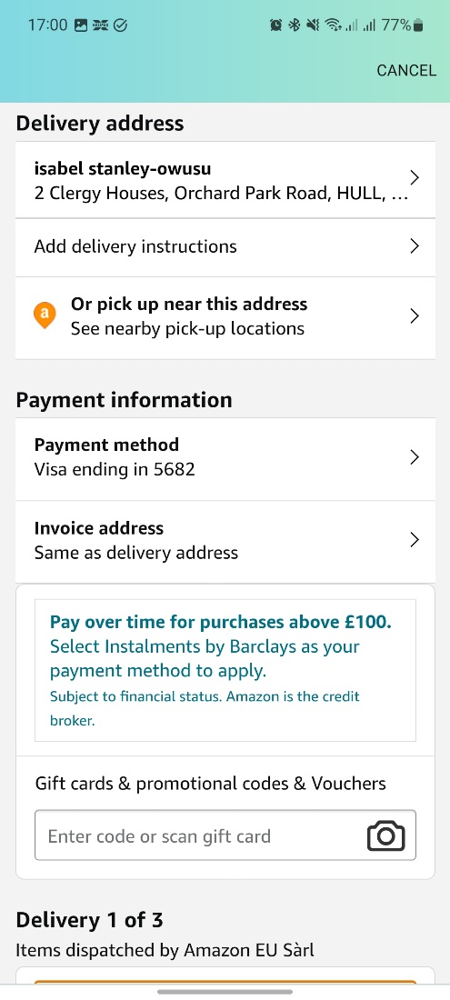 17:00 77%
CANCEL
Delivery address
isabel stanley-owusu
2 Clergy Houses, Orchard Park Road, HULL, ...
Add delivery instructions
a
Or pick up near this address
See nearby pick-up locations
Payment information
Payment method
Visa ending in 5682
Invoice address
Same as delivery address
Pay over time for purchases above £100.
Select Instalments by Barclays as your
payment method to apply.
Subject to financial status. Amazon is the credit
broker.
Gift cards & promotional codes & Vouchers
Enter code or scan gift card
Delivery 1 of 3
Items dispatched by Amazon EU Sàrl